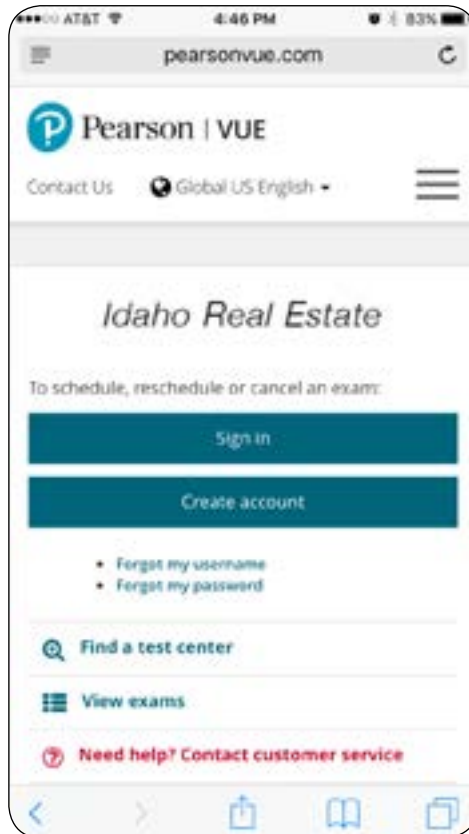 AT&T 4:46 PM 83%
pearsonvue.com
Pearson | VUE
Contact Us Global US English
Idaho Real Estate
To schedule, reschedule or cancel an exam:
Sign in
Create account
• Forgot my username
• Forgot my password
Find a test center
View exams
Need help? Contact customer service